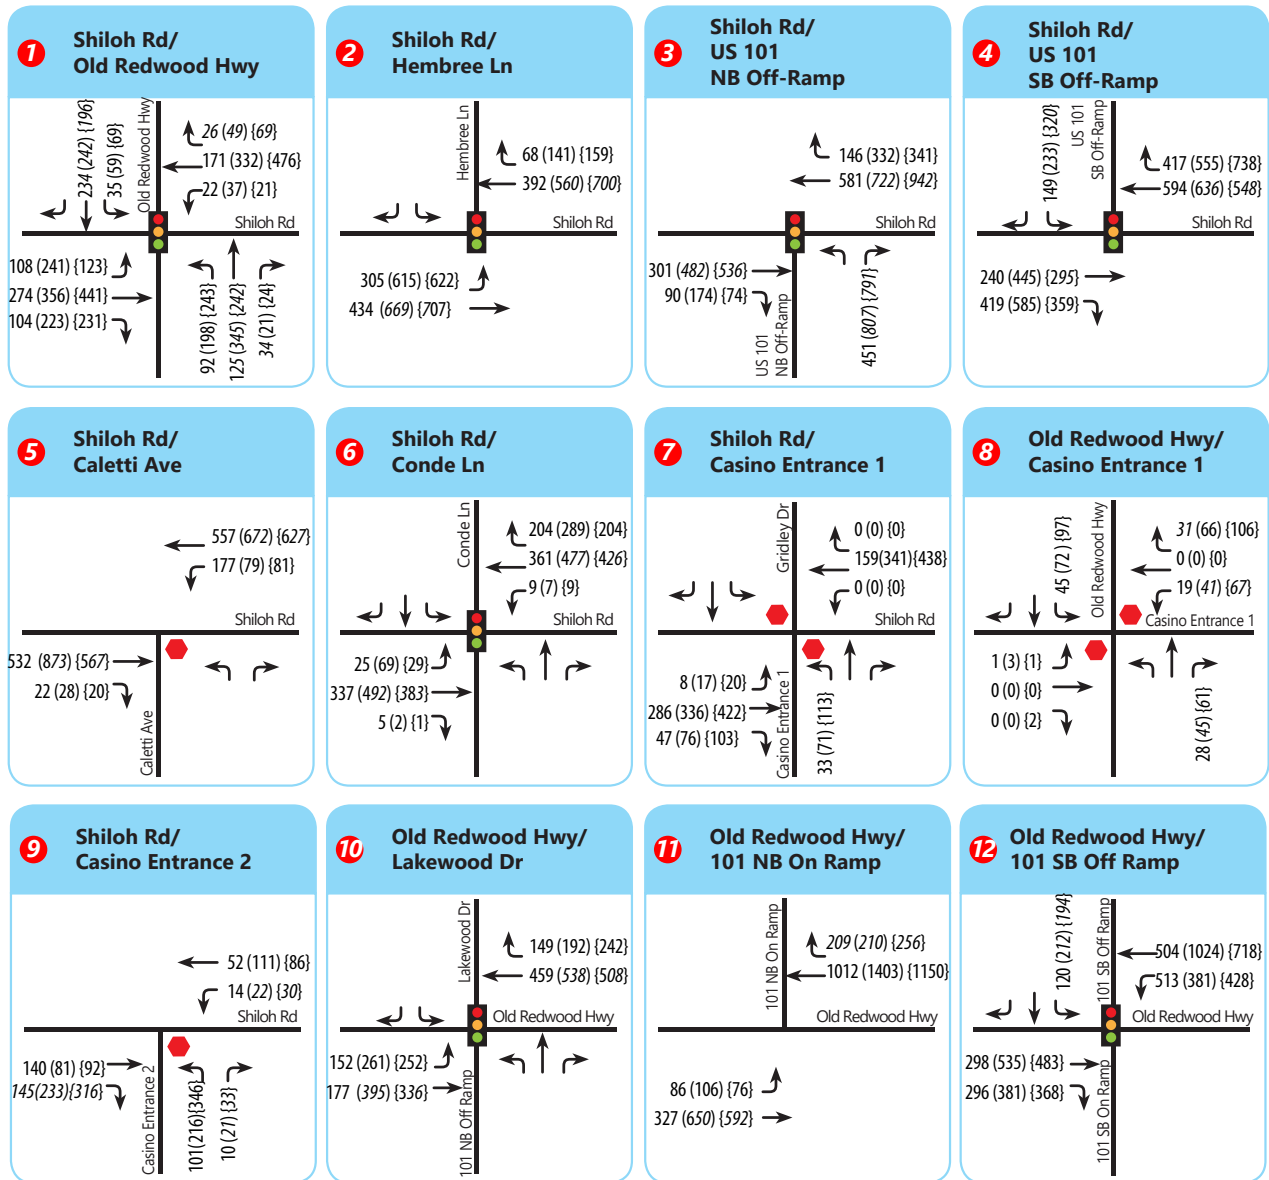 1
Shiloh Rd/
Old Redwood Hwy
234 (242) {196}
35 (59) {69}
Old Redwood Hwy
26 (49) {69}
171 (332) {476}
22 (37) {21}
Shiloh Rd
108 (241) {123}
274 (356) {441}
104 (223) {231}
92 (198) {243}
125 (345) {242}
34 (21) {24}
2
Shiloh Rd/
Hembree Ln
Hembree Ln
68 (141) {159}
392 (560) {700}
Shiloh Rd
305 (615) {622}
434 (669) {707}
3
Shiloh Rd/
US 101
NB Off-Ramp
146 (332) {341}
581 (722) {942}
Shiloh Rd
301 (482) {536}
90 (174) {74}
US 101
NB Off-Ramp
451 (807) {791}
4
Shiloh Rd/
US 101
SB Off-Ramp
149 (233) {320}
US 101
SB Off-Ramp
417 (555) {738}
594 (636) {548}
Shiloh Rd
240 (445) {295}
419 (585) {359}
5
Shiloh Rd/
Caletti Ave
557 (672) {627}
177 (79) {81}
Shiloh Rd
532 (873) {567}
22 (28) {20}
Caletti Ave
6
Shiloh Rd/
Conde Ln
Conde Ln
204 (289) {204}
361 (477) {426}
9 (7) {9}
Shiloh Rd
25 (69) {29}
337 (492) {383}
5 (2) {1}
7
Shiloh Rd/
Casino Entrance 1
Gridley Dr
0 (0) {0}
159(341){438}
0 (0) {0}
Shiloh Rd
8 (17) {20}
286 (336) {422}
47 (76) {103}
Casino Entrance 1
33 (71) {113}
8
Old Redwood Hwy/
Casino Entrance 1
45 (72 ) {97}
Old Redwood Hwy
31 (66) {106}
0 (0) {0}
19 (41) {67}
Casino Entrance 1
1 (3) {1}
0 (0) {0}
0 (0) {2}
28 (45) {61}
9
Shiloh Rd/
Casino Entrance 2
52 (111) {86}
14 (22) {30}
Shiloh Rd
140 (81) {92}
145(233){316}
Casino Entrance 2
101(216){346}
10 (21) {33}
10
Old Redwood Hwy/
Lakewood Dr
Lakewood Dr
149 (192) {242}
459 (538) {508}
Old Redwood Hwy
152 (261) {252}
177 (395) {336}
101 NB Off Ramp
11
Old Redwood Hwy/
101 NB On Ramp
101 NB On Ramp
209 (210) {256}
1012 (1403) {1150}
Old Redwood Hwy
86 (106) {76}
327 (650) {592}
12
Old Redwood Hwy/
101 SB Off Ramp
120 (212) {194}
101 SB Off Ramp
504 (1024) {718}
513 (381) {428}
Old Redwood Hwy
298 (535) {483}
296 (381) {368}
101 SB On Ramp